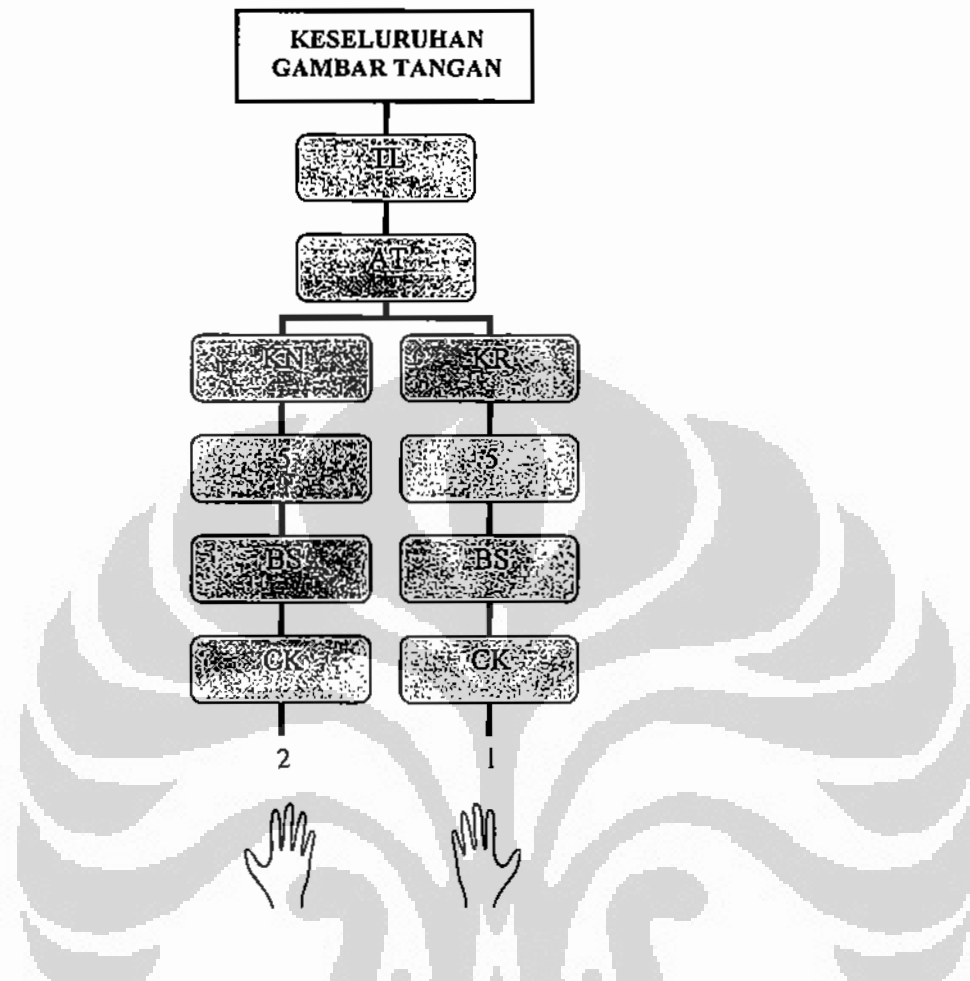 KESELURUHAN
GAMBAR TANGAN
TL
AT
KN KR
5 5
BS BS
CK CK
2 1